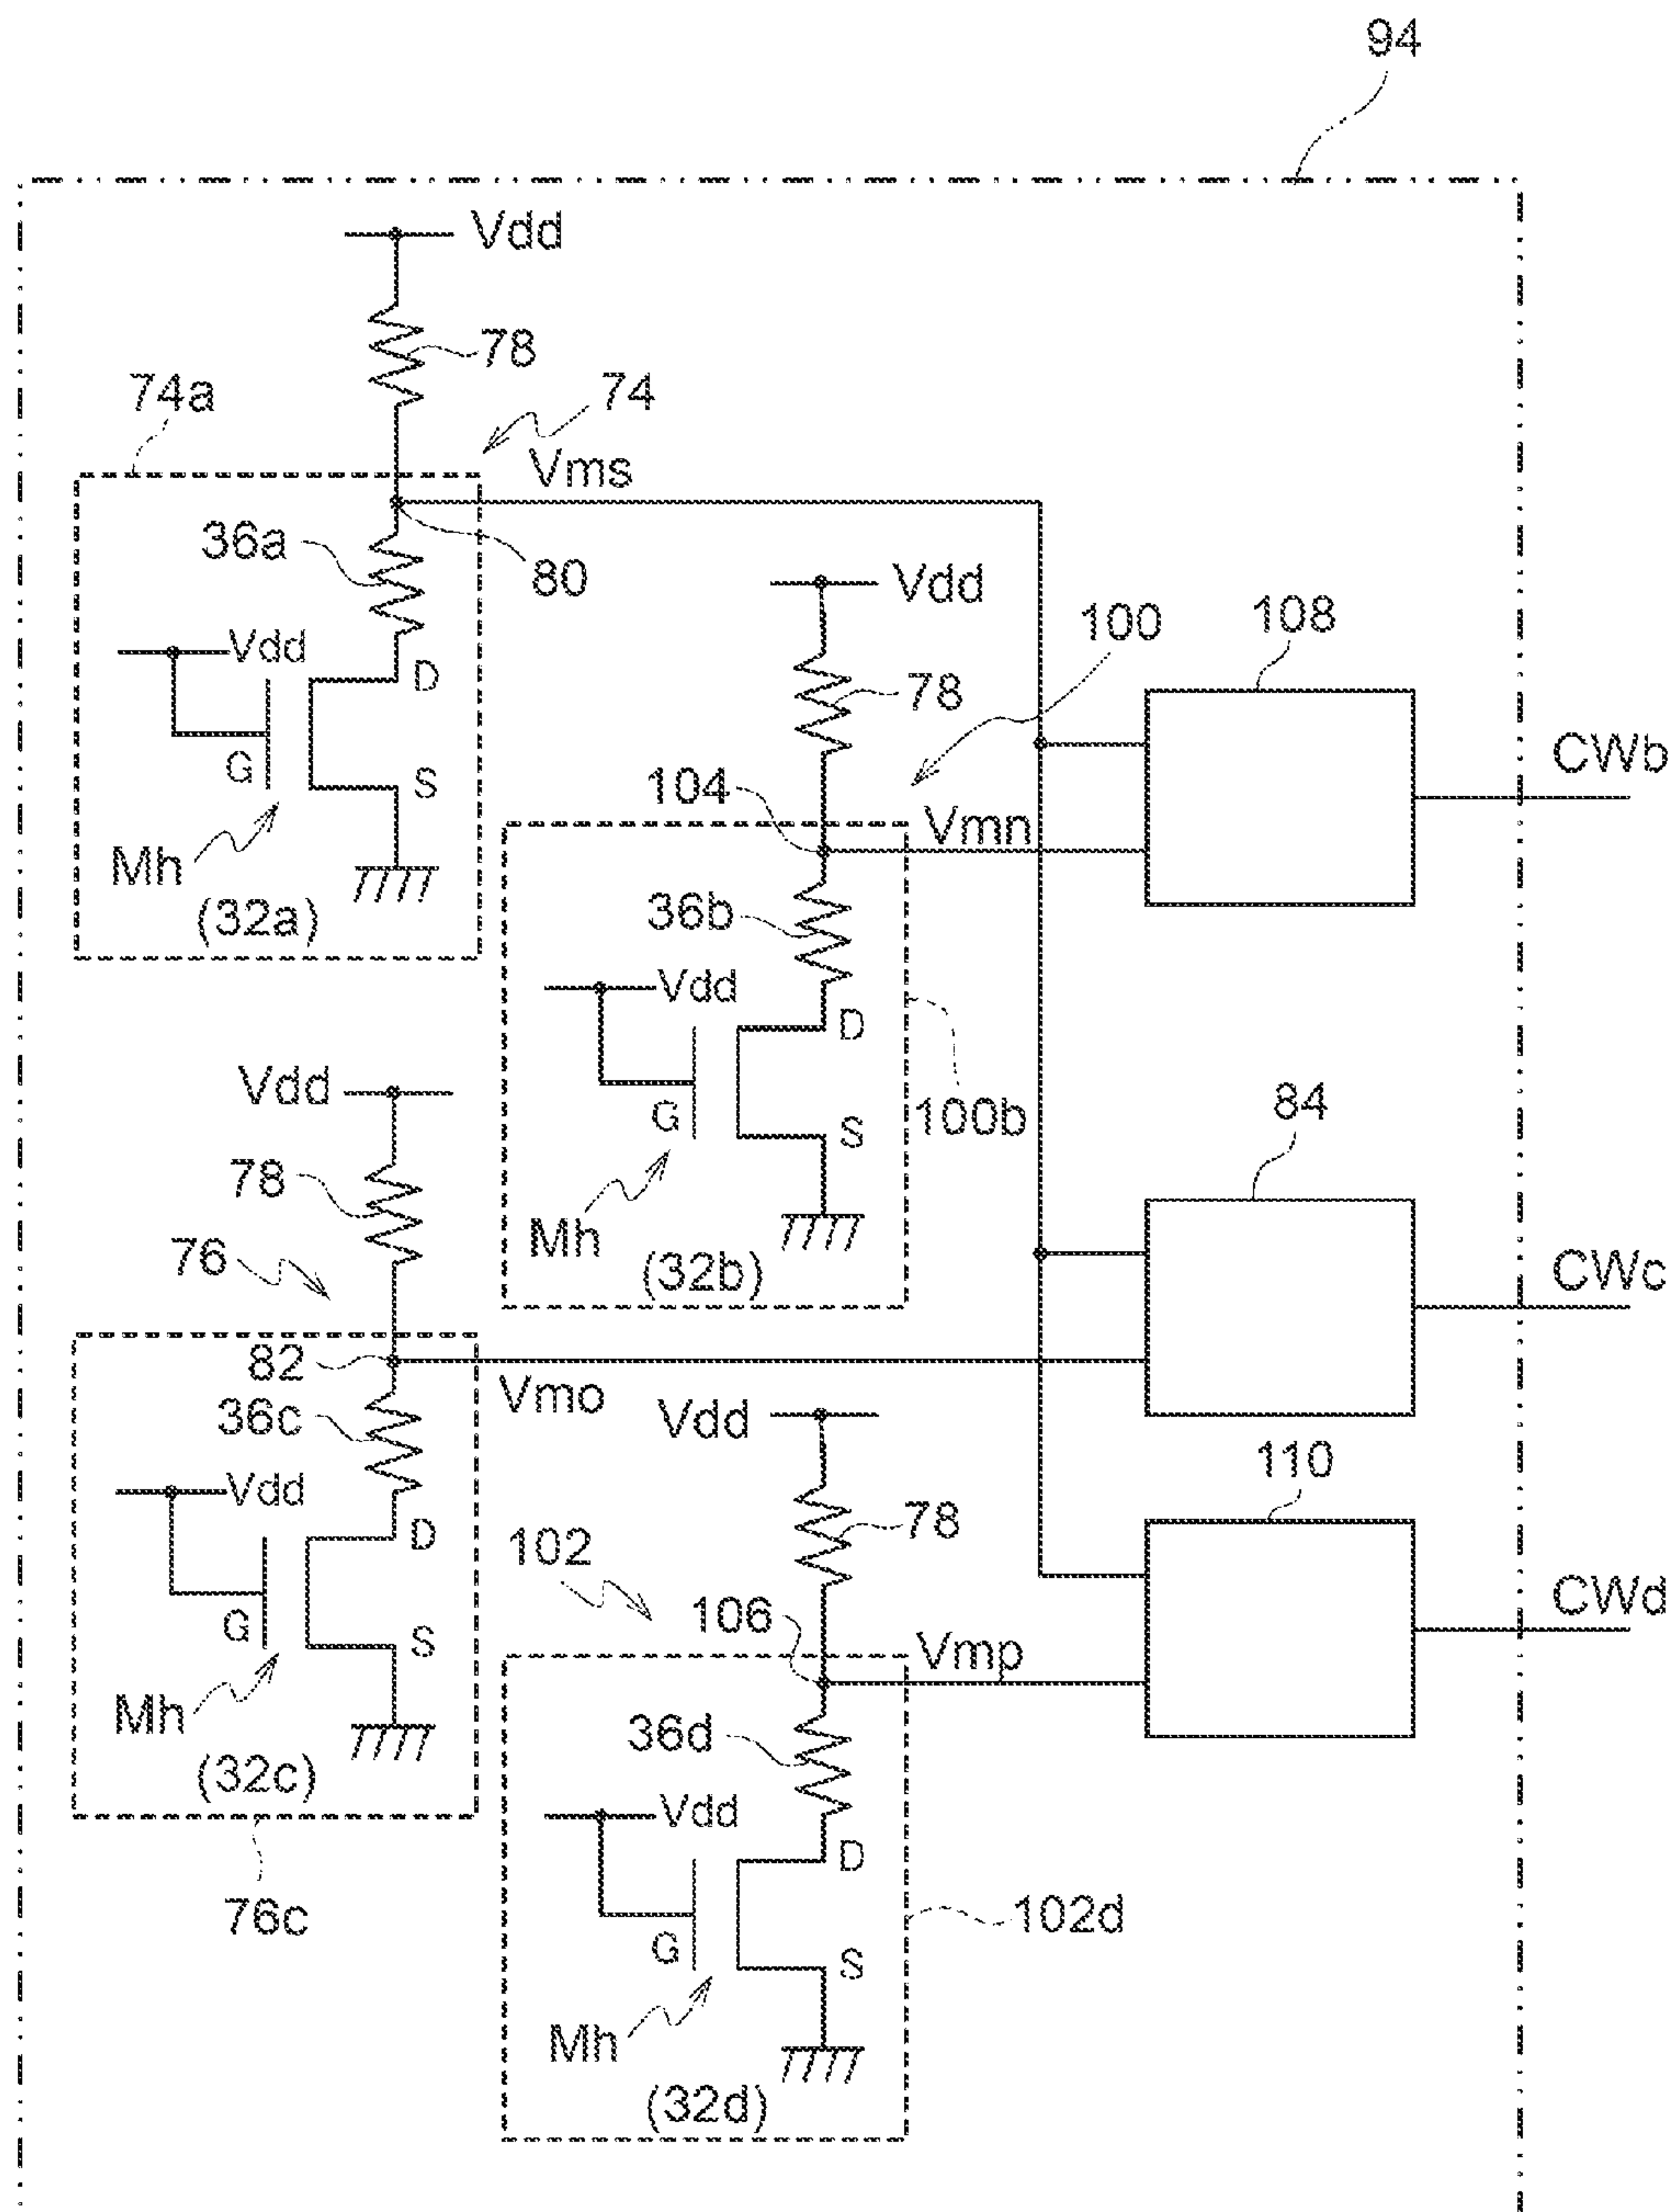 94
Vdd
78
74a
74
Vms
36a
80
Vdd
100
108
Vdd
D
78
G
S
CWb
104
Vmn
Mh
(32a)
36b
Vdd
D
Vdd
100b
84
G
S
78
Mh
76
(32b)
CWc
82
Vmo
36c
Vdd
110
Vdd
D
78
102
CWd
106
G
S
Vmp
Mh
36d
(32c)
Vdd
D
76c
102d
G
S
Mh
(32d)